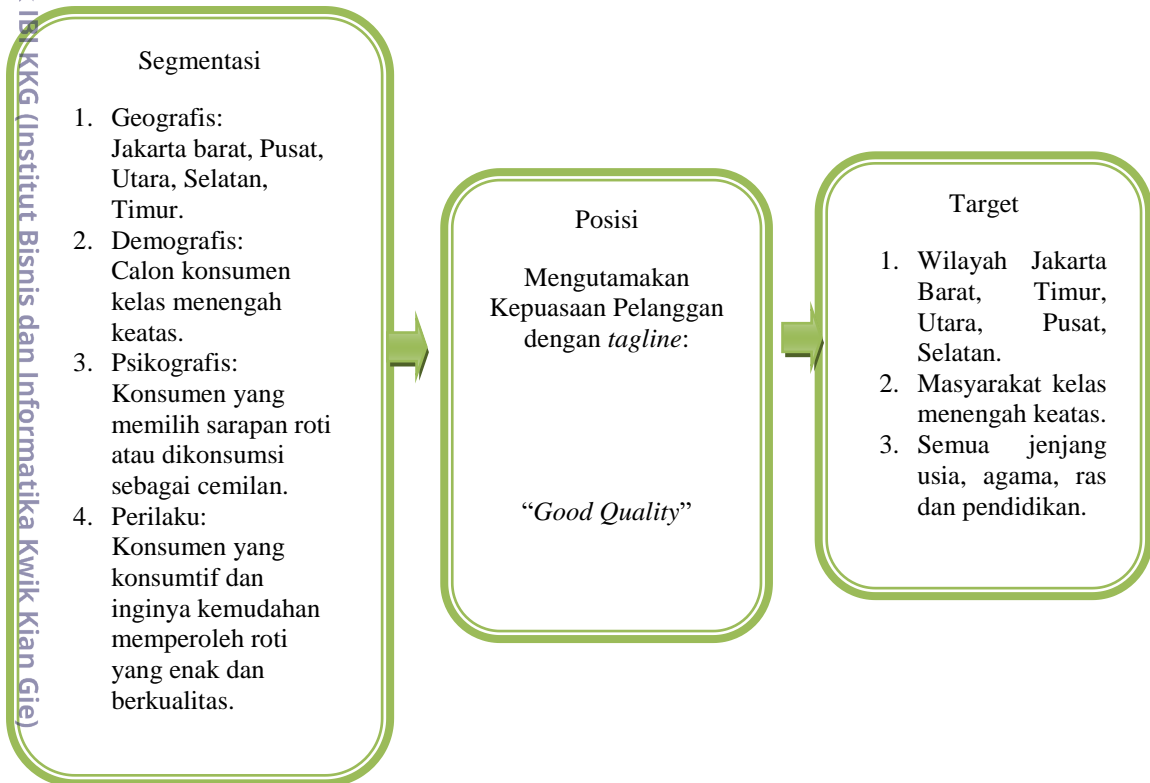 IBI KKG (Institut Bisnis dan Informatika Kwik Kian Gie)
Segmentasi
1. Geografis:
Jakarta barat, Pusat,
Utara, Selatan,
Timur.
2. Demografis:
Calon konsumen
kelas menengah
keatas.
3. Psikografis:
Konsumen yang
memilih sarapan roti
atau dikonsumsi
sebagai cemilan.
4. Perilaku:
Konsumen yang
konsumtif dan
inginya kemudahan
memperoleh roti
yang enak dan
berkualitas.
Posisi
Mengutamakan
Kepuasaan Pelanggan
dengan tagline:
“Good Quality”
Target
1. Wilayah Jakarta
Barat, Timur,
Utara, Pusat,
Selatan.
2. Masyarakat kelas
menengah keatas.
3. Semua jenjang
usia, agama, ras
dan pendidikan.